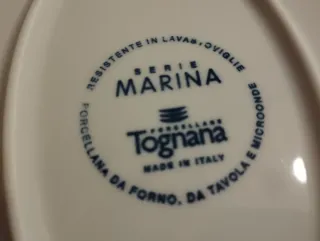 RESISTENTE IN LAVASTOVIGLIE
SERIE
MARINA
PORCELLANE
Tognana
MADE IN ITALY
PORCELLANA DA FORNO, DA TAVOLA E MICROONDE